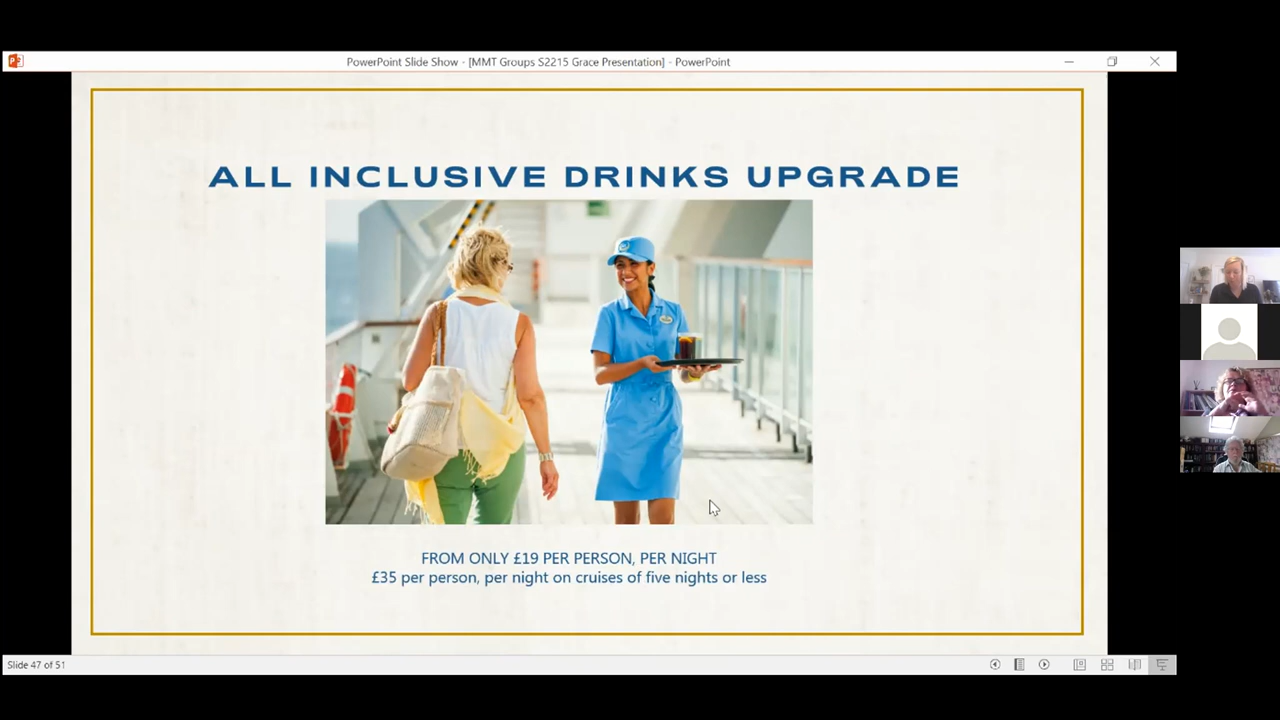 PowerPoint Slide Show - [MMT Groups S2215 Grace Presentation] - PowerPoint
ALL INCLUSIVE DRINKS UPGRADE
FROM ONLY £19 PER PERSON, PER NIGHT
£35 per person, per night on cruises of five nights or less
Slide 47 of 51